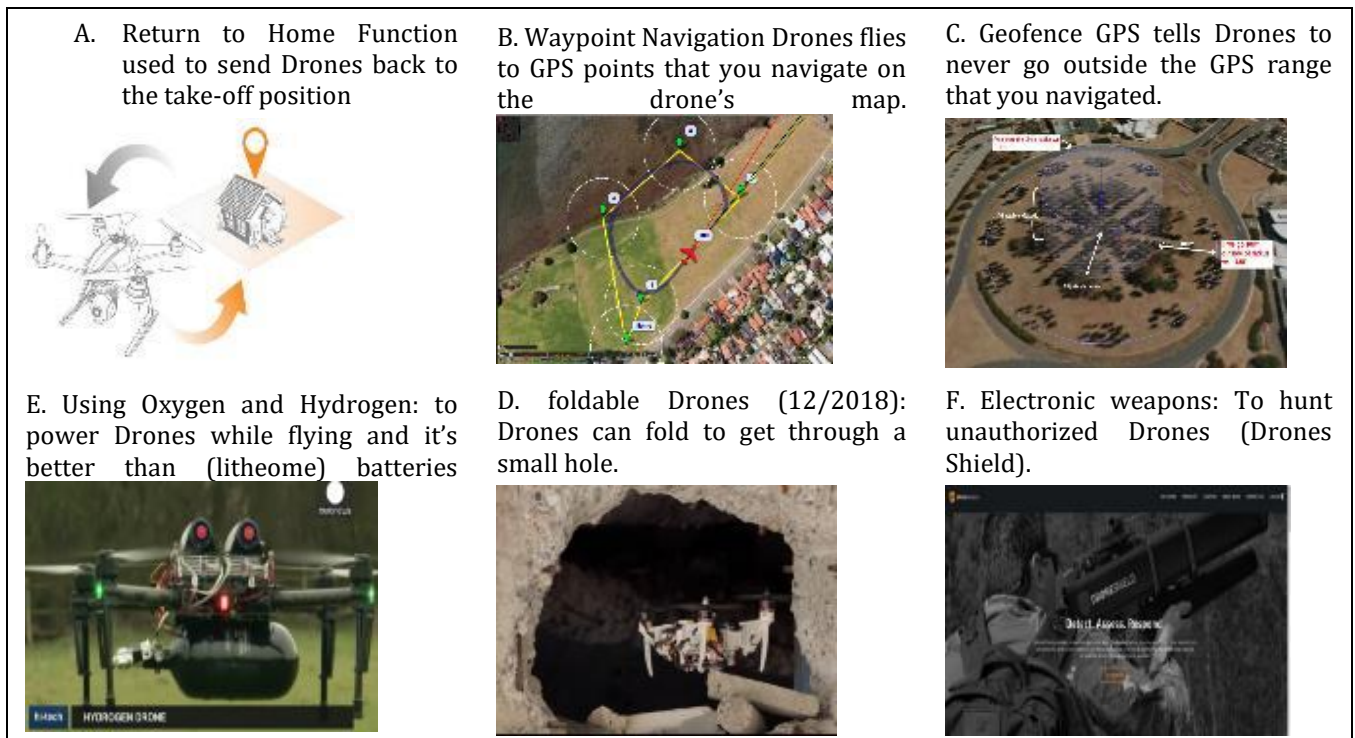 A. Return to Home Function
used to send Drones back to
the take-off position
B. Waypoint Navigation Drones flies
to GPS points that you navigate on
the drone's map.
C. Geofence GPS tells Drones to
never go outside the GPS range
that you navigated.
E. Using Oxygen and Hydrogen: to
power Drones while flying and it's
better than (litheome) batteries
HYDROGEN DRONE
D. foldable Drones (12/2018):
Drones can fold to get through a
small hole.
F. Electronic weapons: To hunt
unauthorized Drones (Drones
Shield).
DRONESHIELD
Detect. Assess. Respond.